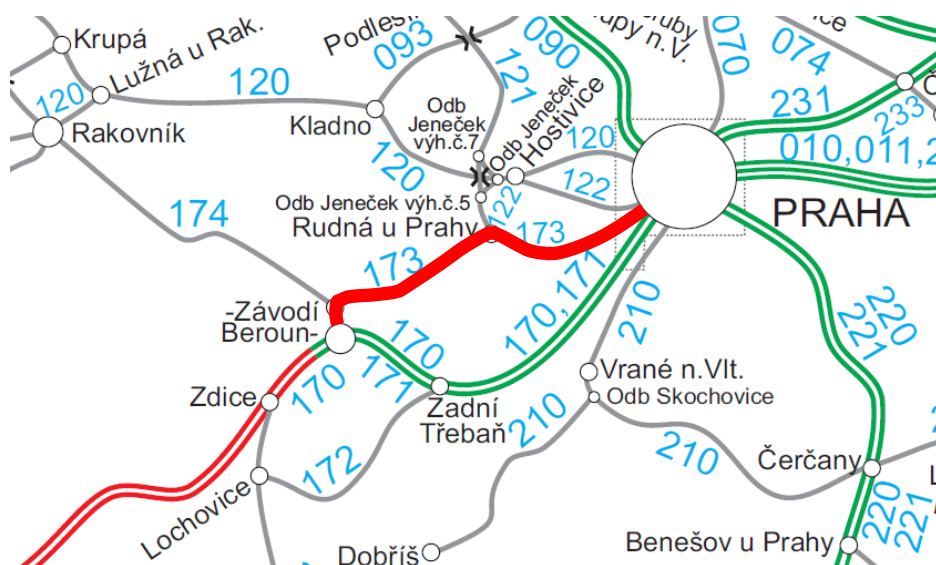 Krupá
Lužná u Rak.
120
120
Rakovník
Kladno
093
090
121
070
074
231
233
010,011,2
Odb
Jeneček
výh.č.7
Odb Jeneček
Hostivice
120
120
122
122
Odb Jeneček výh.č.5
Rudná u Prahy
173
173
174
PRAHA
-Závodí
Beroun-
170
170
171
170, 171
Zdice
Zadní
Třebaň
172
Lochovice
210
Vrané n.Vlt.
Odb Skochovice
210
210
Dobříš
220
221
Čerčany
220
221
Benešov u Prahy